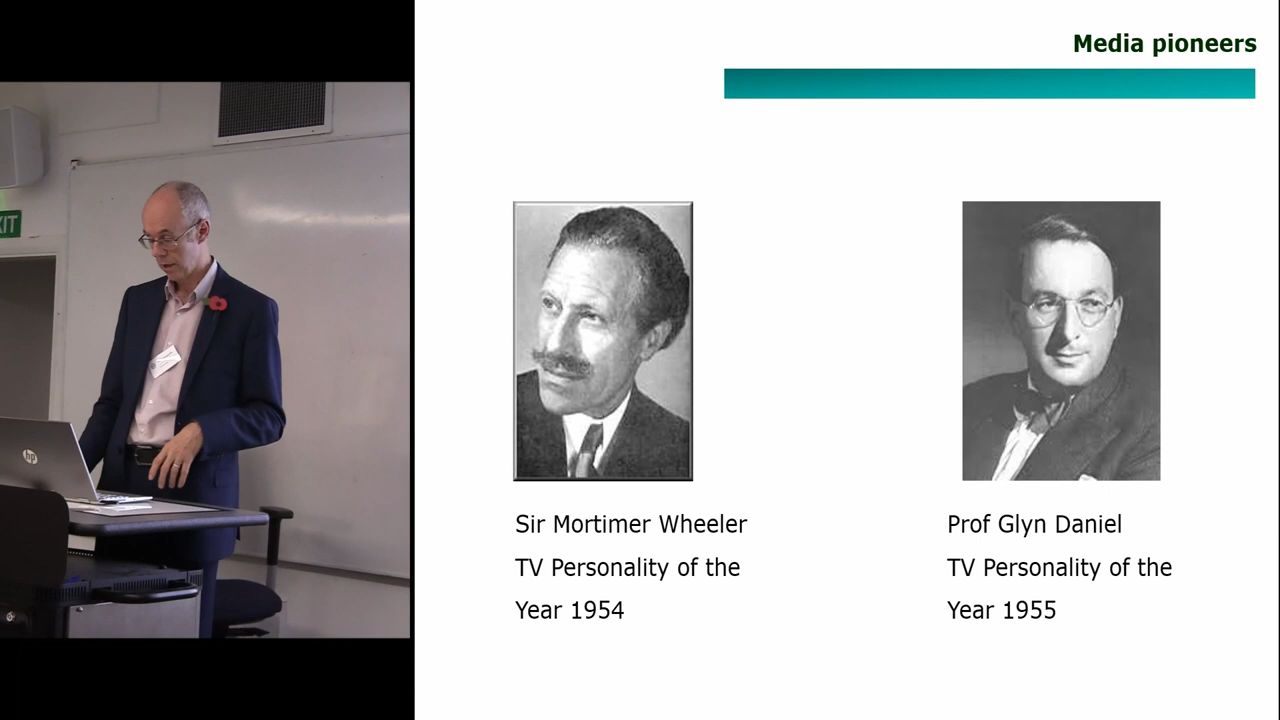 Media pioneers
XIT
hp
Sir Mortimer Wheeler
TV Personality of the
Year 1954
Prof Glyn Daniel
TV Personality of the
Year 1955